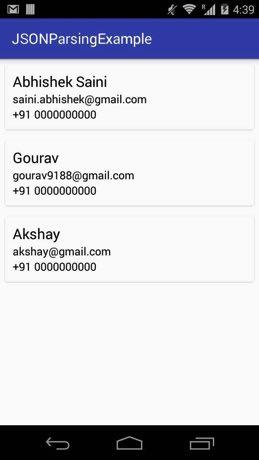 4:39
JSONParsingExample
Abhishek Saini
saini.abhishek@gmail.com
+91 0000000000
Gourav
gourav9188@gmail.com
+91 0000000000
Akshay
akshay@gmail.com
+91 0000000000